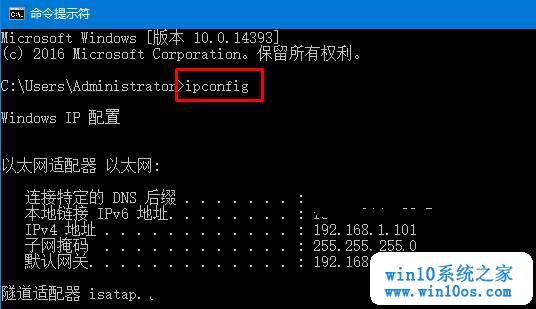 命令提示符
Microsoft Windows [版本 10.0.14393]
(c) 2016 Microsoft Corporation。保留所有权利。
C:\Users\Administrator>ipconfig
Windows IP 配置
以太网适配器 以太网:
连接特定的 DNS 后缀 . . . . . . . :
本地链接 IPv6 地址. . . . . . . . :
IPv4 地址 . . . . . . . . . . . . : 192.168.1.101
子网掩码 . . . . . . . . . . . . : 255.255.255.0
默认网关. . . . . . . . . . . . . : 192.168
隧道适配器 isatap.
win10系统之家
www.win10os.com